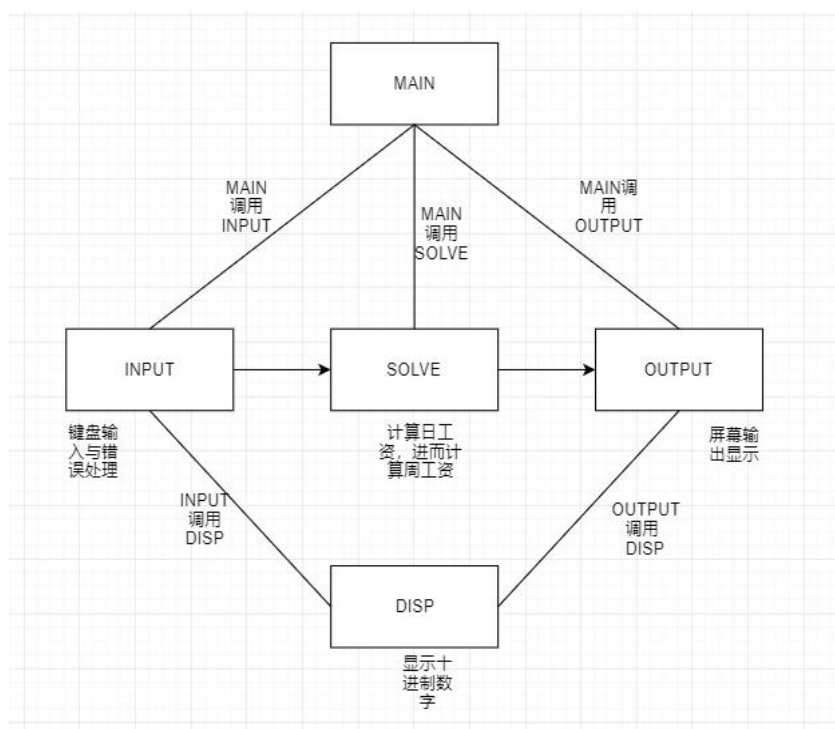 MAIN
MAIN
调用
INPUT
MAIN
调用
SOLVE
MAIN调
用
OUTPUT
INPUT
SOLVE
OUTPUT
键盘输
入与错
误处理
计算日工
资，进而计
算周工资
屏幕输
出显示
INPUT
调用
DISP
OUTPUT
调用
DISP
DISP
显示十
进制数
字